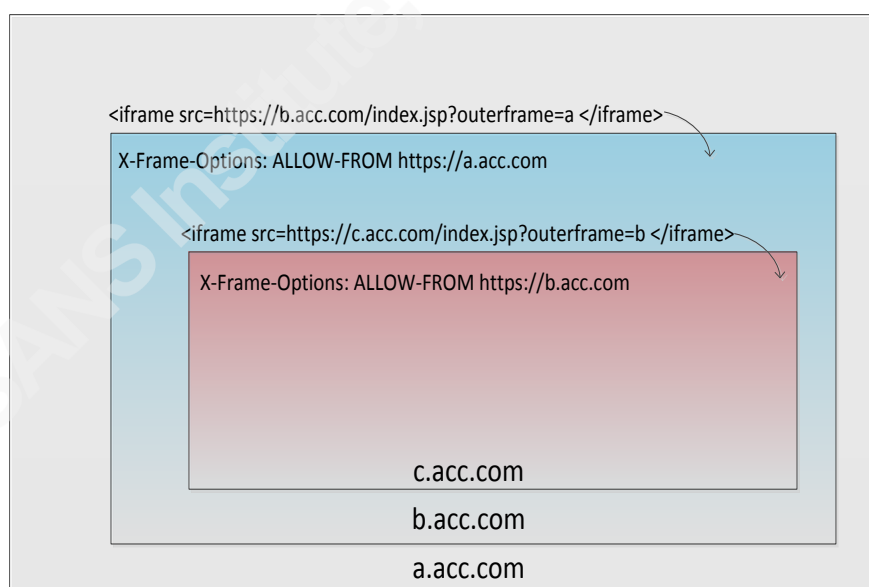 <iframe src=https://b.acc.com/index.jsp?outerframe=a </iframe>
X-Frame-Options: ALLOW-FROM https://a.acc.com
<iframe src=https://c.acc.com/index.jsp?outerframe=b </iframe>
X-Frame-Options: ALLOW-FROM https://b.acc.com
c.acc.com
b.acc.com
a.acc.com
SANS Institute,